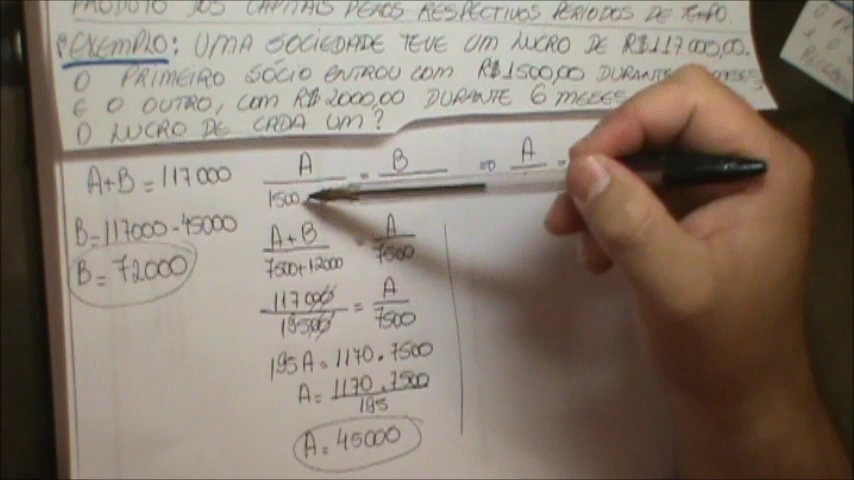 PRODUTO DOS CAPITAIS PELOS RESPECTIVOS PERÍODOS DE TEMPO.
EXEMPLO: UMA SOCIEDADE TEVE UM LUCRO DE R$117000,00.
O PRIMEIRO SÓCIO ENTROU COM R$1500,00 DURANTE
E O OUTRO, COM R$2000,00 DURANTE 6 MESES
O LUCRO DE CADA UM?
A+B=117000
A/1500. = B
⇒ A =
B=117000-45000
B=72000
A+B/7500+12000 = A/7500
117000/19500 = A/7500
195A=1170.7500
A=1170.7500/195
A=45000